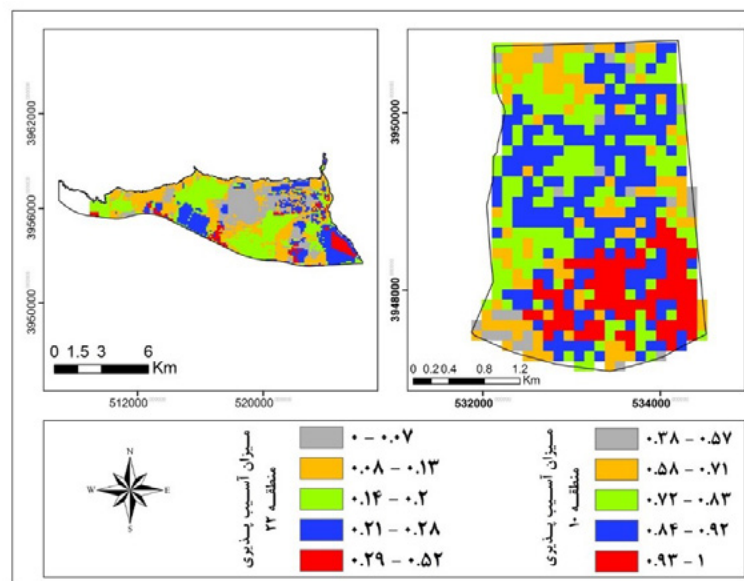 3962000
3956000
3950000
0 1.5 3 6
Km
512000
520000
3950000
3948000
0 0.2 0.4 0.8 1.2
Km
532000
534000
N
W E
S
میزان آسیب پذیری
منطقه ۲۲
۰ – ۰.۰۷
۰.۰۸ – ۰.۱۳
۰.۱۴ – ۰.۲
۰.۲۱ – ۰.۲۸
۰.۲۹ – ۰.۵۲
میزان آسیب پذیری
منطقه ۱۰
۰.۳۸ – ۰.۵۷
۰.۵۸ – ۰.۷۱
۰.۷۲ – ۰.۸۳
۰.۸۴ – ۰.۹۲
۰.۹۳ – ۱